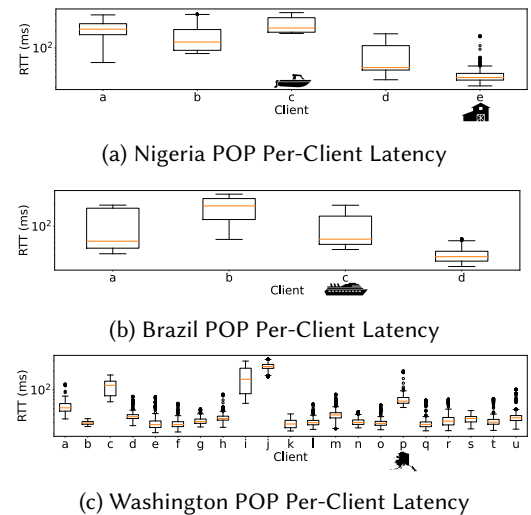 RTT (ms)
10²
a b c d e
Client
(a) Nigeria POP Per-Client Latency
RTT (ms)
10²
a b c d
Client
(b) Brazil POP Per-Client Latency
RTT (ms)
10²
a b c d e f g h i j k l m n o p q r s t u
Client
(c) Washington POP Per-Client Latency